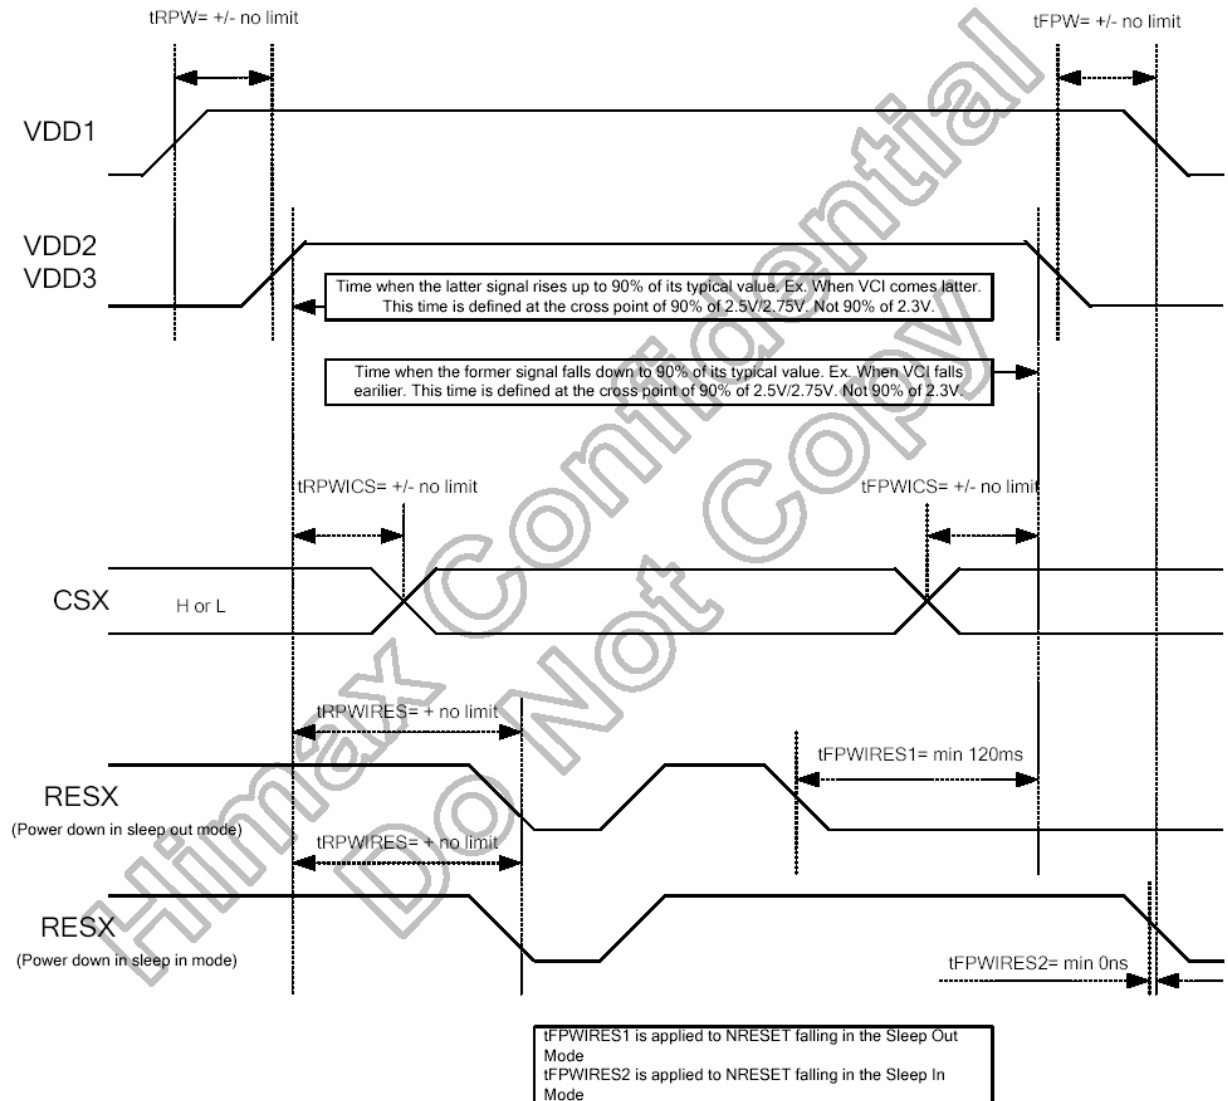 tRPW= +/- no limit
tFPW= +/- no limit
VDD1
VDD2
VDD3
Time when the latter signal rises up to 90% of its typical value. Ex. When VCI comes latter.
This time is defined at the cross point of 90% of 2.5V/2.75V. Not 90% of 2.3V.
Time when the former signal falls down to 90% of its typical value. Ex. When VCI falls
earilier. This time is defined at the cross point of 90% of 2.5V/2.75V. Not 90% of 2.3V.
tRPWICS= +/- no limit
tFPWICS= +/- no limit
CSX
H or L
tRPWIRES= + no limit
tFPWIRES1= min 120ms
RESX
(Power down in sleep out mode)
tRPWIRES= + no limit
RESX
(Power down in sleep in mode)
tFPWIRES2= min 0ns
tFPWIRES1 is applied to NRESET falling in the Sleep Out
Mode
tFPWIRES2 is applied to NRESET falling in the Sleep In
Mode
Himax Confidential
Do Not Copy